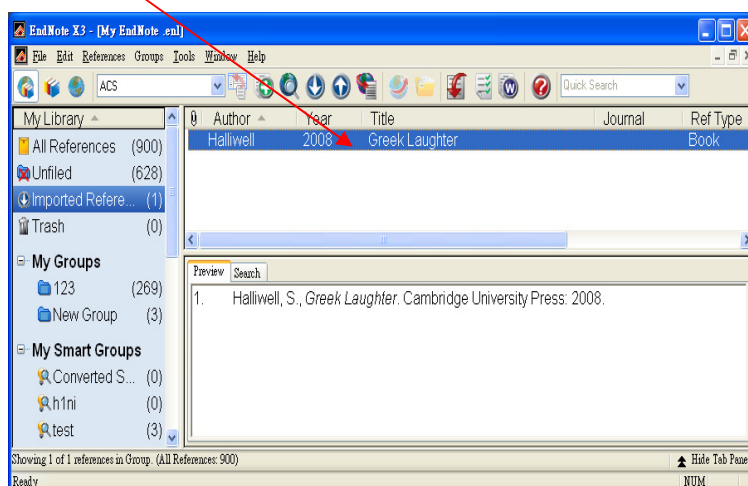 EndNote X3 - [My EndNote .enl]
File Edit References Groups Tools Window Help
ACS Quick Search
My Library
All References (900)
Unfiled (628)
Imported Refere... (1)
Trash (0)
My Groups
123 (269)
New Group (3)
My Smart Groups
Converted S... (0)
h1ni (0)
test (3)
Author Year Title Journal Ref Type
Halliwell 2008 Greek Laughter Book
Preview Search
1. Halliwell, S., Greek Laughter. Cambridge University Press: 2008.
Showing 1 of 1 references in Group. (All References: 900) Hide Tab Pane
Ready NUM